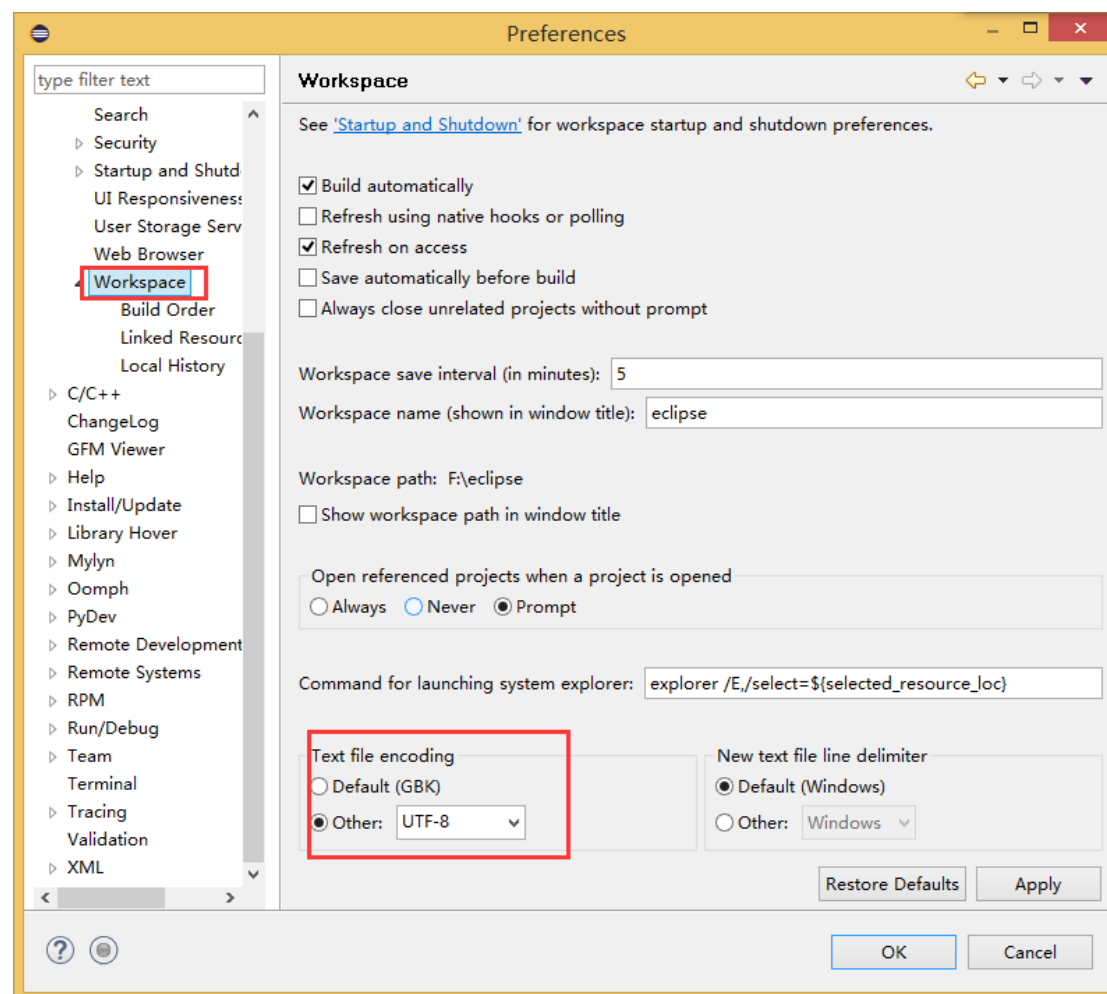 Preferences
type filter text
Search
Security
Startup and Shutd
UI Responsiveness
User Storage Serv
Web Browser
Workspace
Build Order
Linked Resourc
Local History
C/C++
ChangeLog
GFM Viewer
Help
Install/Update
Library Hover
Mylyn
Oomph
PyDev
Remote Development
Remote Systems
RPM
Run/Debug
Team
Terminal
Tracing
Validation
XML
Workspace
See 'Startup and Shutdown' for workspace startup and shutdown preferences.
Build automatically
Refresh using native hooks or polling
Refresh on access
Save automatically before build
Always close unrelated projects without prompt
Workspace save interval (in minutes): 5
Workspace name (shown in window title): eclipse
Workspace path: F:\eclipse
Show workspace path in window title
Open referenced projects when a project is opened
Always Never Prompt
Command for launching system explorer: explorer /E,/select=${selected_resource_loc}
Text file encoding
Default (GBK)
Other: UTF-8
New text file line delimiter
Default (Windows)
Other: Windows
Restore Defaults Apply
OK Cancel